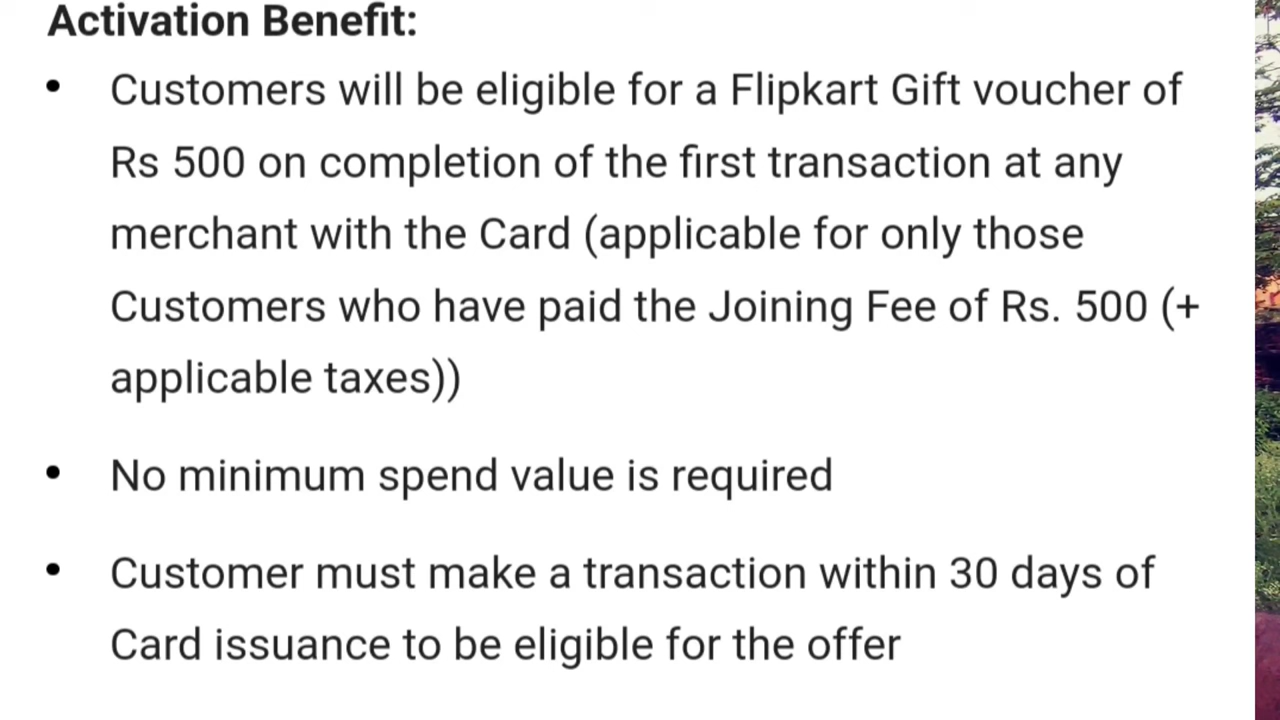 Activation Benefit:
• Customers will be eligible for a Flipkart Gift voucher of
Rs 500 on completion of the first transaction at any
merchant with the Card (applicable for only those
Customers who have paid the Joining Fee of Rs. 500 (+
applicable taxes))
• No minimum spend value is required
• Customer must make a transaction within 30 days of
Card issuance to be eligible for the offer